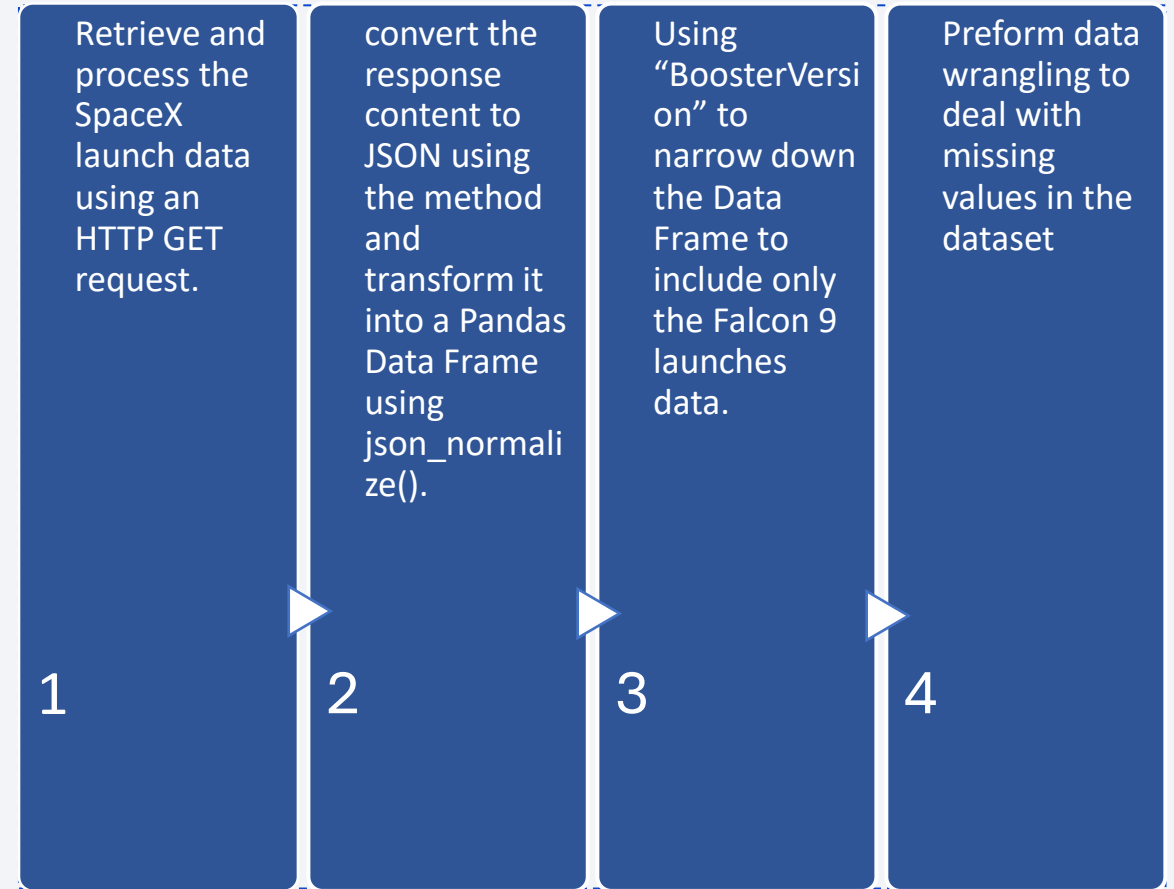 Retrieve and
process the
SpaceX
launch data
using an
HTTP GET
request.
1
convert the
response
content to
JSON using
the method
and
transform it
into a Pandas
Data Frame
using
json_normali
ze().
2
Using
“BoosterVersi
on” to
narrow down
the Data
Frame to
include only
the Falcon 9
launches
data.
3
Preform data
wrangling to
deal with
missing
values in the
dataset
4